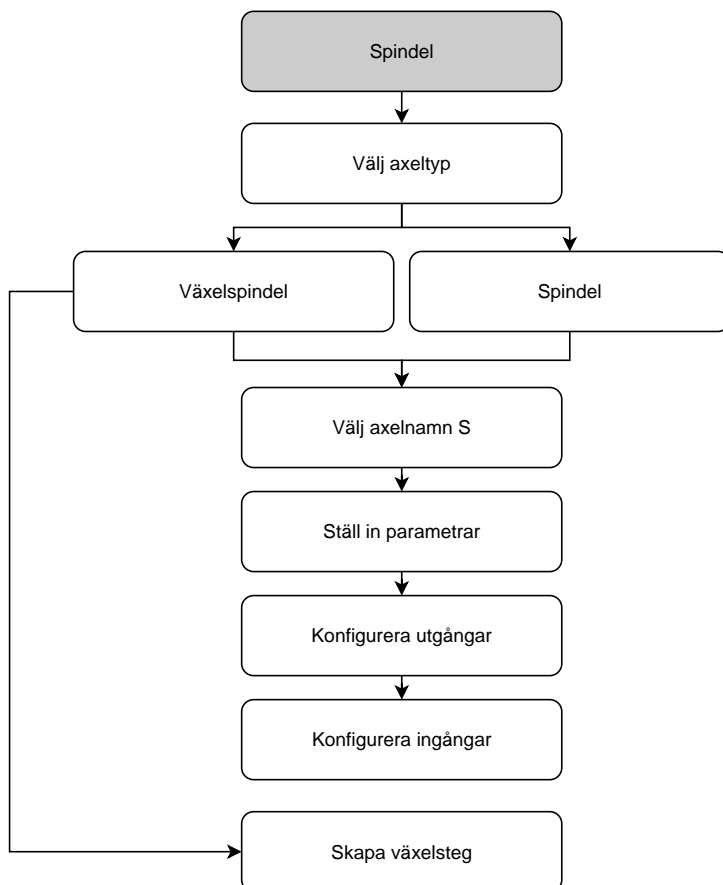 Spindel
Välj axeltyp
Växelspindel
Spindel
Välj axelnamn S
Ställ in parametrar
Konfigurera utgångar
Konfigurera ingångar
Skapa växelsteg